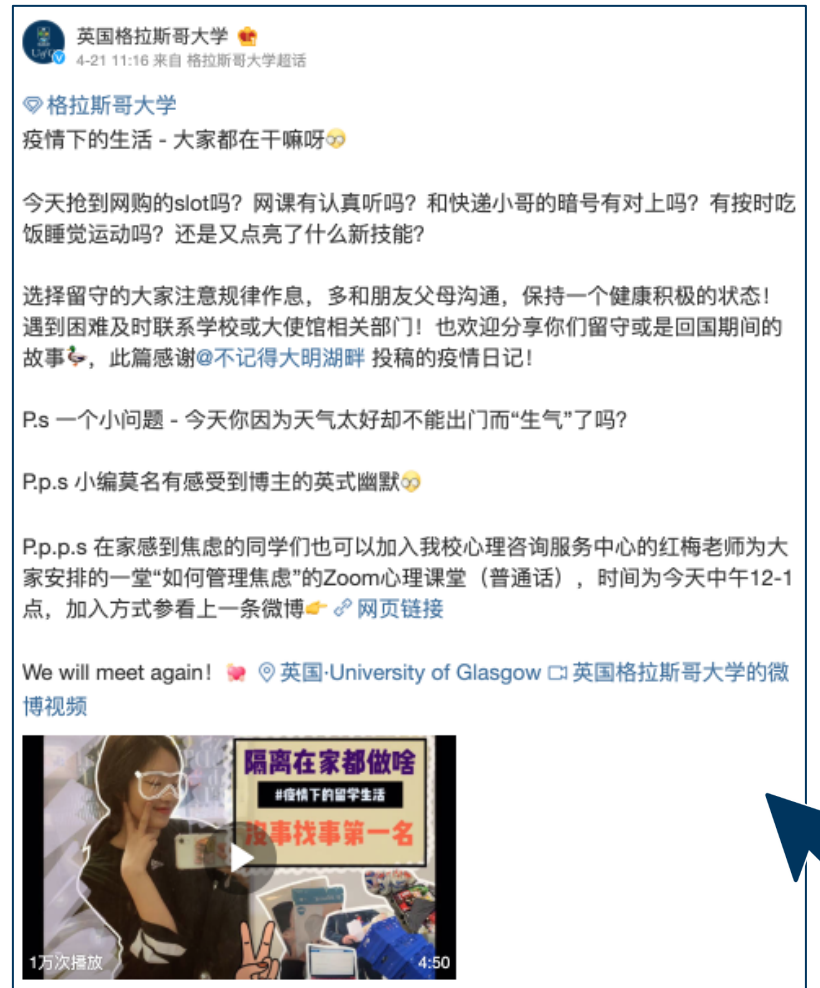 英国格拉斯哥大学
4-21 11:16 来自 格拉斯哥大学超话
格拉斯哥大学
疫情下的生活 - 大家都在干嘛呀
今天抢到网购的slot吗？网课有认真听吗？和快递小哥的暗号有对上吗？有按时吃
饭睡觉运动吗？还是又点亮了什么新技能？
选择留守的大家注意规律作息，多和朋友父母沟通，保持一个健康积极的状态！
遇到困难及时联系学校或大使馆相关部门！也欢迎分享你们留守或是回国期间的
故事🦆，此篇感谢@不记得大明湖畔 投稿的疫情日记！
P.s 一个小问题 - 今天你因为天气太好却不能出门而“生气”了吗？
P.p.s 小编莫名有感受到博主的英式幽默
P.p.p.s 在家感到焦虑的同学们也可以加入我校心理咨询服务中心的红梅老师为大
家安排的一堂“如何管理焦虑”的Zoom心理课堂（普通话），时间为今天中午12-1
点，加入方式参看上一条微博👉 网页链接
We will meet again！💘 英国·University of Glasgow 英国格拉斯哥大学的微
博视频
隔离在家都做啥
#疫情下的留学生活
没事找事第一名
1万次播放 4:50